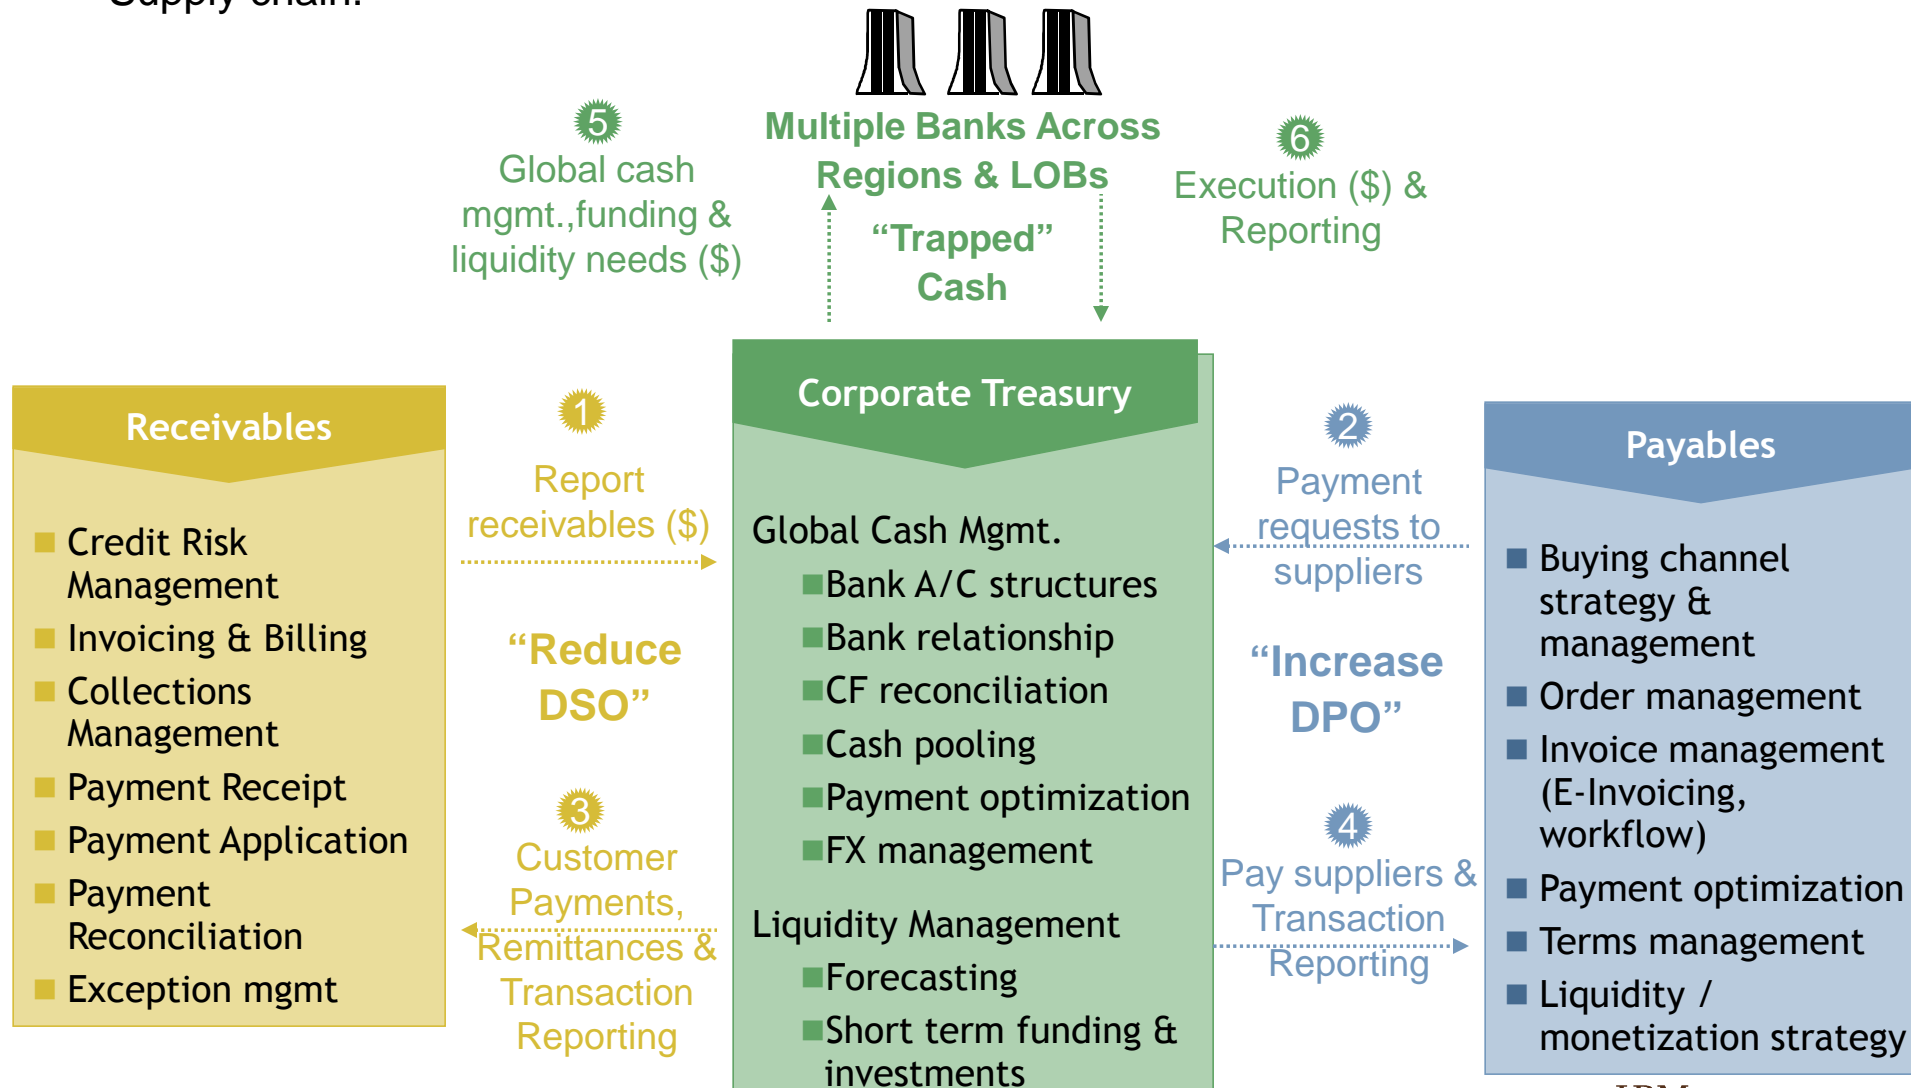 Supply chain.
5
Global cash
mgmt.,funding &
liquidity needs ($)
Multiple Banks Across
Regions & LOBs
“Trapped”
Cash
6
Execution ($) &
Reporting
Receivables
Credit Risk
Management
Invoicing & Billing
Collections
Management
Payment Receipt
Payment Application
Payment
Reconciliation
Exception mgmt
1
Report
receivables ($)
“Reduce
DSO”
3
Customer
Payments,
Remittances &
Transaction
Reporting
Corporate Treasury
Global Cash Mgmt.
Bank A/C structures
Bank relationship
CF reconciliation
Cash pooling
Payment optimization
FX management
Liquidity Management
Forecasting
Short term funding &
investments
2
Payment
requests to
suppliers
“Increase
DPO”
4
Pay suppliers &
Transaction
Reporting
Payables
Buying channel
strategy &
management
Order management
Invoice management
(E-Invoicing,
workflow)
Payment optimization
Terms management
Liquidity /
monetization strategy